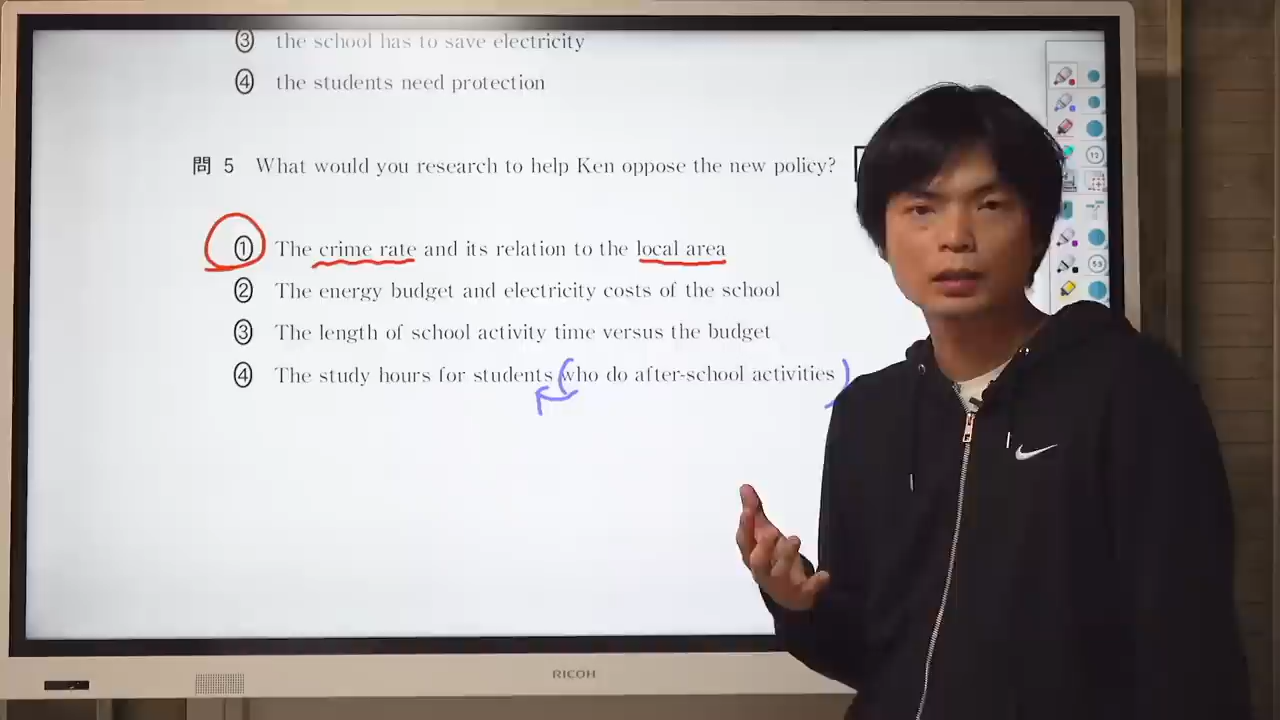 ③ the school has to save electricity
④ the students need protection
問 5 What would you research to help Ken oppose the new policy?
① The crime rate and its relation to the local area
② The energy budget and electricity costs of the school
③ The length of school activity time versus the budget
④ The study hours for students (who do after-school activities)
RICOH